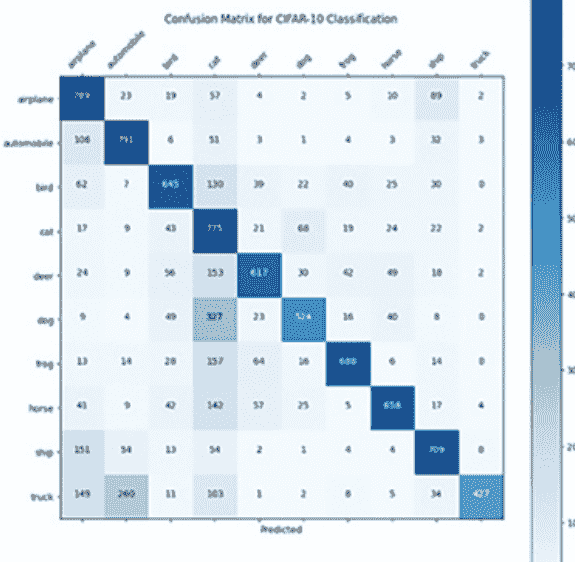 Confusion Matrix for CIFAR-10 Classification
airplane automobile bird cat deer dog frog horse ship truck
airplane 789 23 19 57 4 2 5 10 89 2
automobile 106 791 6 51 3 1 4 3 32 3
bird 62 7 645 130 39 22 40 25 30 0
cat 17 9 43 775 21 68 19 24 22 2
deer 24 9 56 153 617 30 42 49 18 2
dog 9 4 49 327 23 524 16 40 8 0
frog 13 14 28 157 64 16 688 6 14 0
horse 41 9 42 142 57 25 5 658 17 4
ship 151 54 13 54 2 1 4 4 709 8
truck 149 260 11 103 1 2 8 5 34 427
Predicted